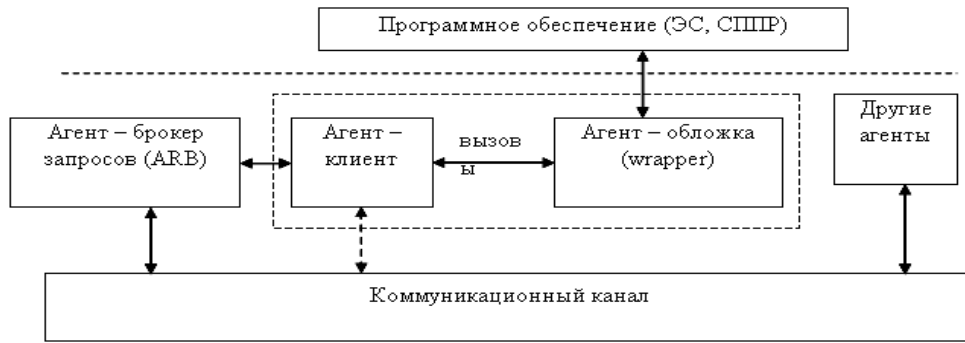 Программное обеспечение (ЭС, СППР)
Агент – брокер
запросов (ARB)
Агент –
клиент
вызов
ы
Агент – обложка
(wrapper)
Другие
агенты
Коммуникационный канал